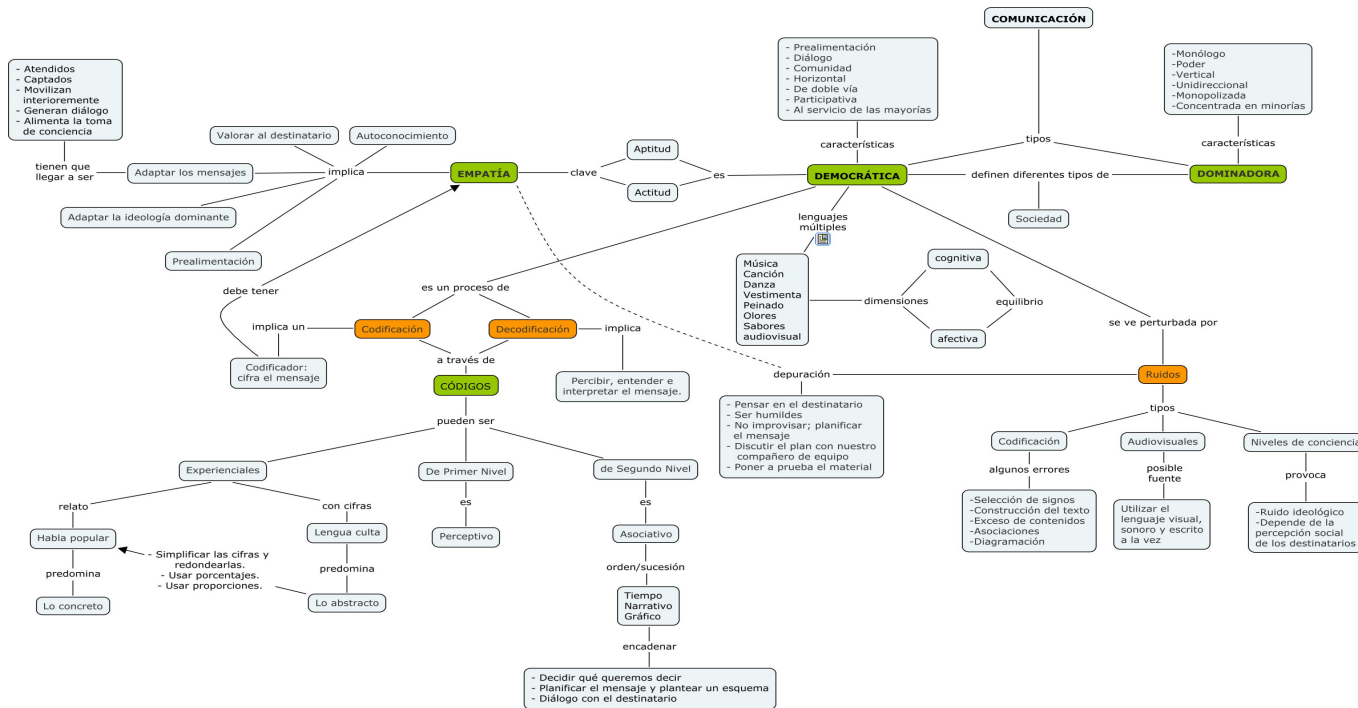 COMUNICACIÓN
- Prealimentación
- Diálogo
- Comunidad
- Horizontal
- De doble vía
- Participativa
- Al servicio de las mayorías
-Monólogo
-Poder
-Vertical
-Unidireccional
-Monopolizada
-Concentrada en minorías
- Atendidos
- Captados
- Movilizan
interioremente
- Generan diálogo
- Alimenta la toma
de conciencia
características
tipos
características
Valorar al destinatario
Autoconocimiento
Aptitud
tienen que
llegar a ser
Adaptar los mensajes
implica
EMPATÍA
clave
es
DEMOCRÁTICA
definen diferentes tipos de
DOMINADORA
Actitud
Adaptar la ideología dominante
Sociedad
lenguajes
múltiples
Prealimentación
Música
Canción
Danza
Vestimenta
Peinado
Olores
Sabores
audiovisual
cognitiva
dimensiones
equilibrio
afectiva
debe tener
es un proceso de
implica un
Codificación
Decodificación
implica
se ve perturbada por
a través de
Codificador:
cifra el mensaje
CÓDIGOS
Percibir, entender e
interpretar el mensaje.
depuración
Ruidos
- Pensar en el destinatario
- Ser humildes
- No improvisar; planificar
el mensaje
- Discutir el plan con nuestro
compañero de equipo
- Poner a prueba el material
tipos
pueden ser
Codificación
Audiovisuales
Niveles de conciencia
Experienciales
De Primer Nivel
de Segundo Nivel
algunos errores
posible
fuente
provoca
relato
con cifras
es
es
-Selección de signos
-Construcción del texto
-Exceso de contenidos
-Asociaciones
-Diagramación
Utilizar el
lenguaje visual,
sonoro y escrito
a la vez
-Ruido ideológico
-Depende de la
percepción social
de los destinatarios
Habla popular
Lengua culta
Perceptivo
Asociativo
- Simplificar las cifras y
redondearlas.
- Usar porcentajes.
- Usar proporciones.
predomina
predomina
orden/sucesión
Lo concreto
Lo abstracto
Tiempo
Narrativo
Gráfico
encadenar
- Decidir qué queremos decir
- Planificar el mensaje y plantear un esquema
- Diálogo con el destinatario